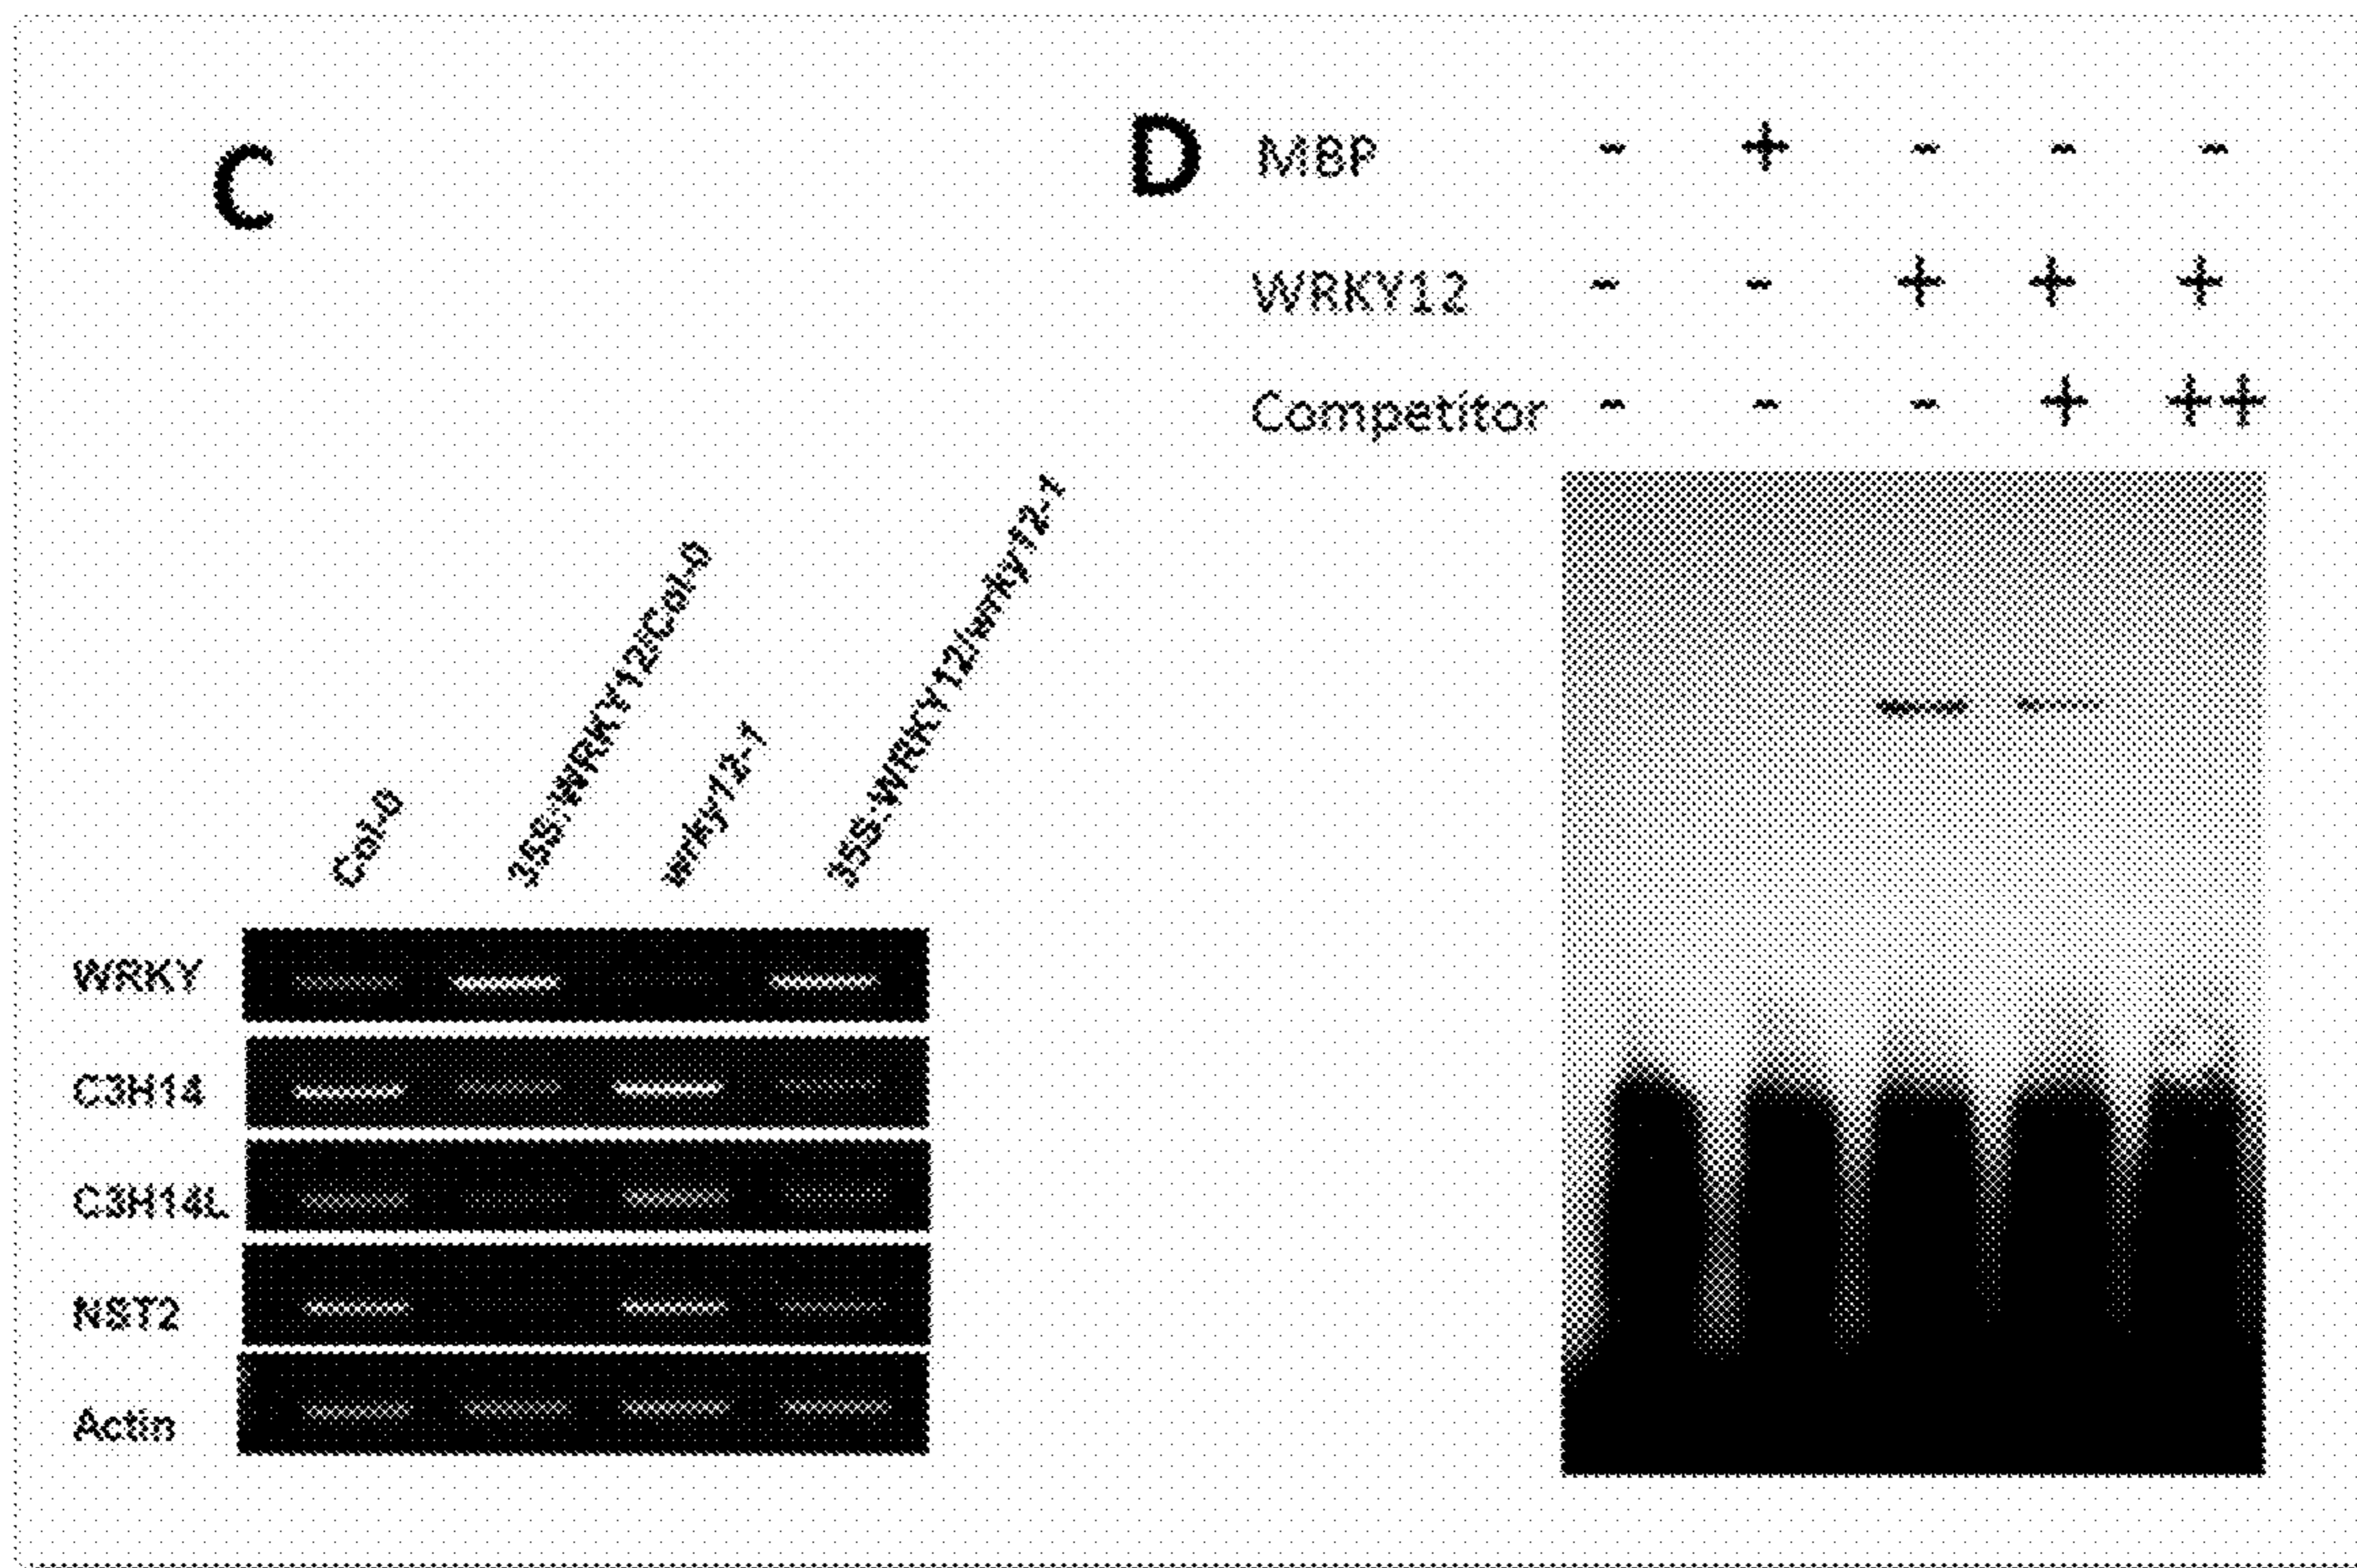 C
Col-0
35S:WRKY12/Col-0
wrky12-1
35S:WRKY12/wrky12-1
WRKY
C3H14
C3H14L
NST2
Actin
D MBP - + - - -
WRKY12 - - + + +
Competitor - - - + ++